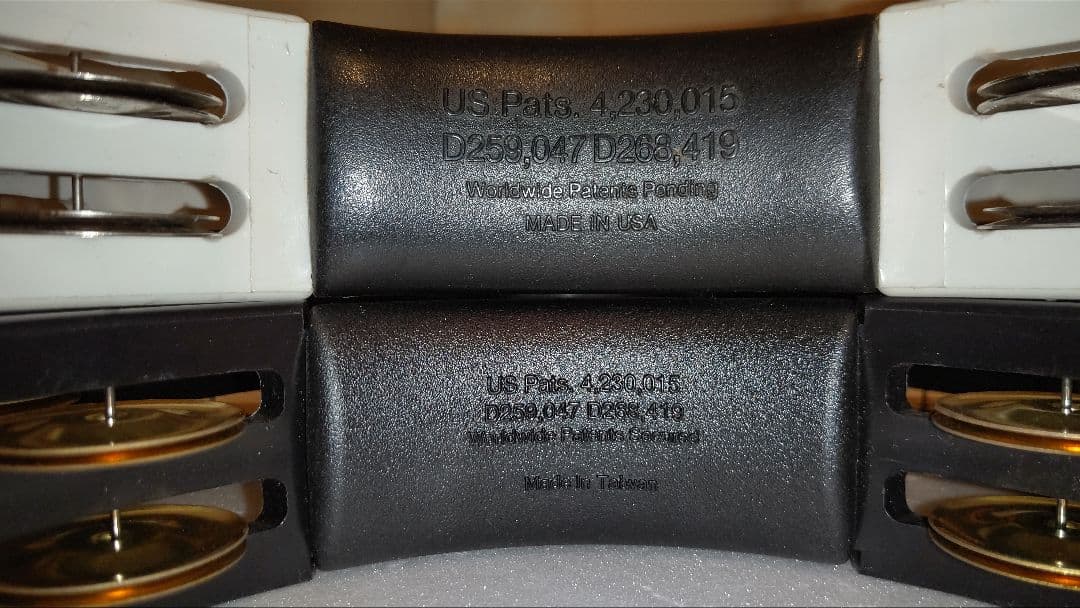 US Pats. 4,230,015
D259,047 D268,419
Worldwide Patents Pending
MADE IN USA
US Pats. 4,230,015
D259,047 D268,419
Worldwide Patents Secured
Made In Taiwan